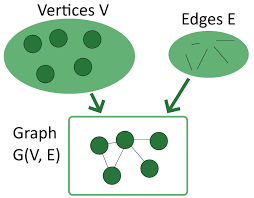 Vertices V
Edges E
Graph
G(V, E)